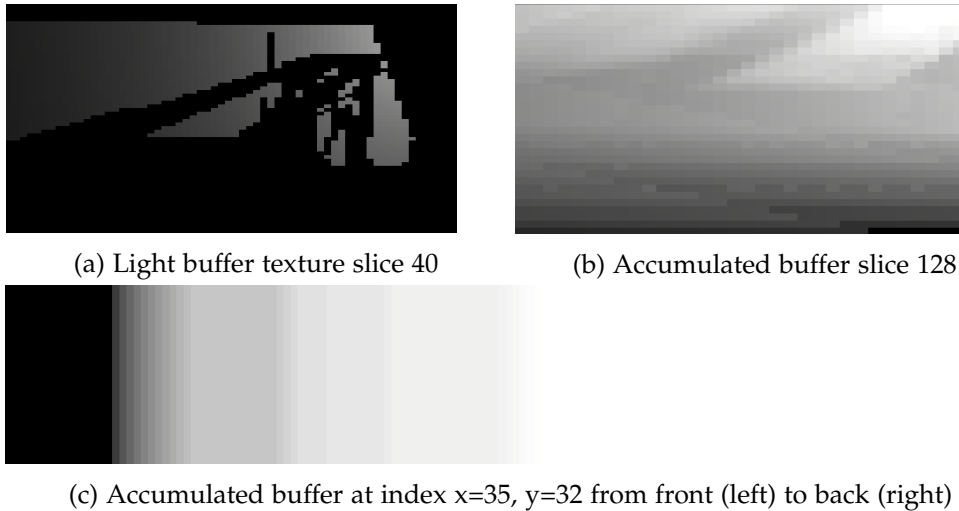 (a) Light buffer texture slice 40
(b) Accumulated buffer slice 128
(c) Accumulated buffer at index x=35, y=32 from front (left) to back (right)